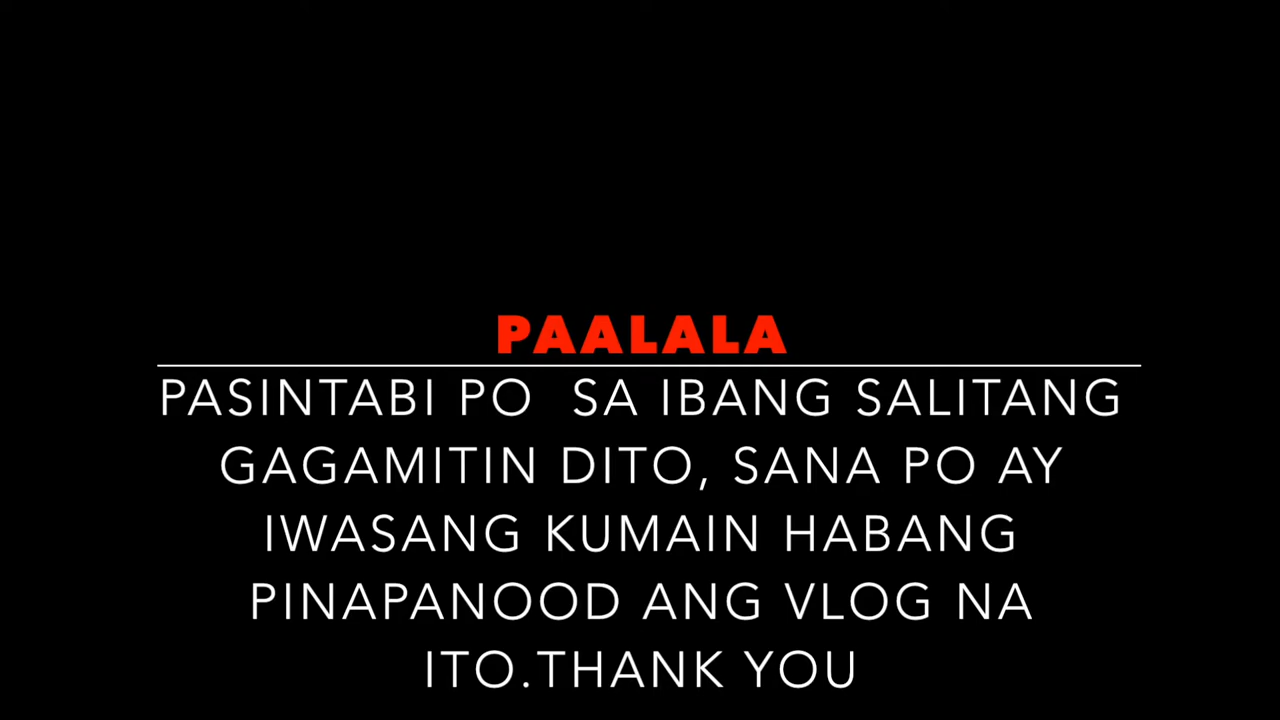 PAALALA
PASINTABI PO  SA IBANG SALITANG
GAGAMITIN DITO, SANA PO AY
IWASANG KUMAIN HABANG
PINAPANOOD ANG VLOG NA
ITO.THANK YOU